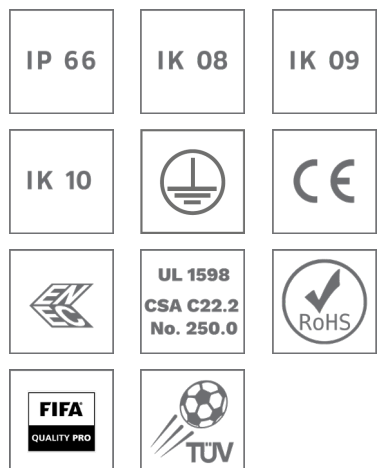 IP 66
IK 08
IK 09
IK 10
CE
ENEC
UL 1598
CSA C22.2
No. 250.0
RoHS
FIFA
QUALITY PRO
TÜV